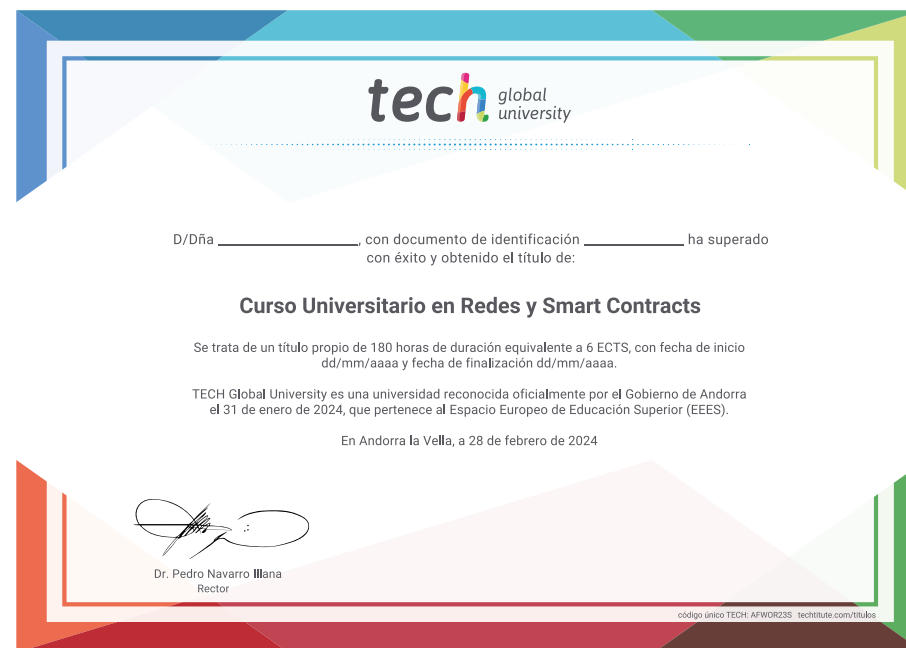 tech global
university
D/Dña ______________, con documento de identificación __________ ha superado
con éxito y obtenido el título de:
Curso Universitario en Redes y Smart Contracts
Se trata de un título propio de 180 horas de duración equivalente a 6 ECTS, con fecha de inicio
dd/mm/aaaa y fecha de finalización dd/mm/aaaa.
TECH Global University es una universidad reconocida oficialmente por el Gobierno de Andorra
el 31 de enero de 2024, que pertenece al Espacio Europeo de Educación Superior (EEES).
En Andorra la Vella, a 28 de febrero de 2024
Dr. Pedro Navarro Illana
Rector
código único TECH: AFWOR23S techtitute.com/titulos